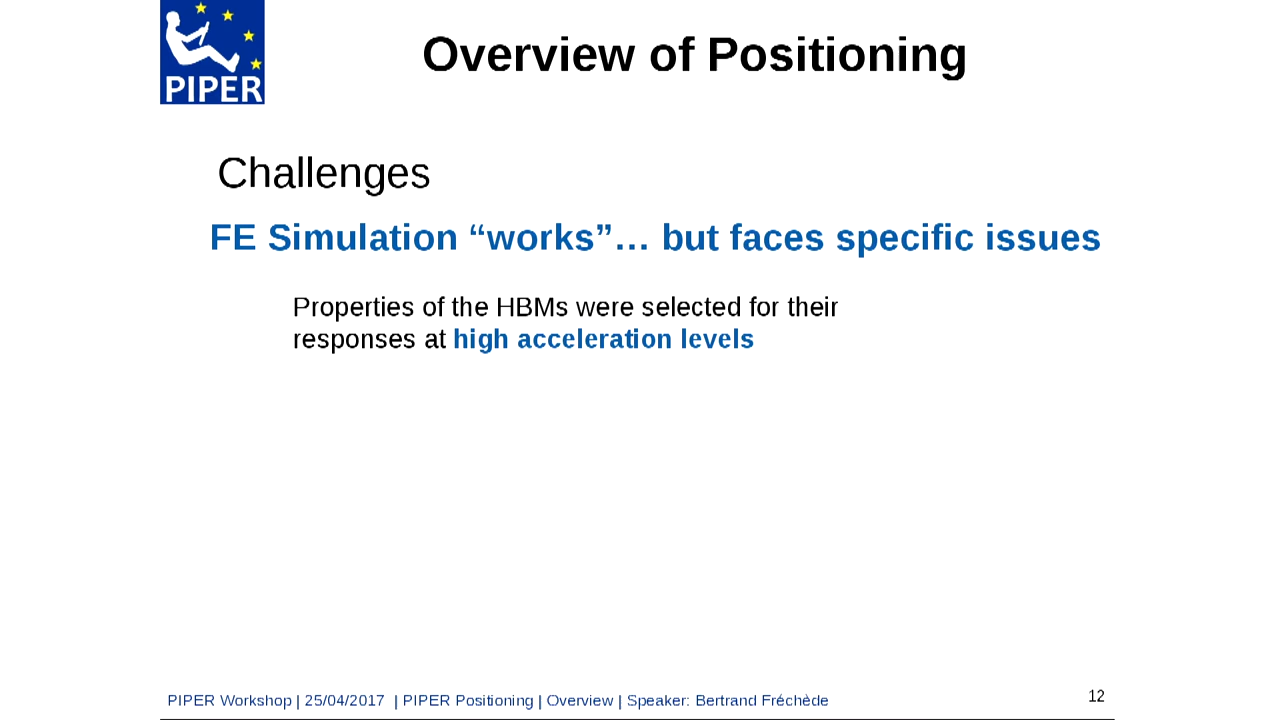 PIPER
Overview of Positioning
Challenges
FE Simulation “works”… but faces specific issues
Properties of the HBMs were selected for their
responses at high acceleration levels
PIPER Workshop | 25/04/2017 | PIPER Positioning | Overview | Speaker: Bertrand Fréchède
12